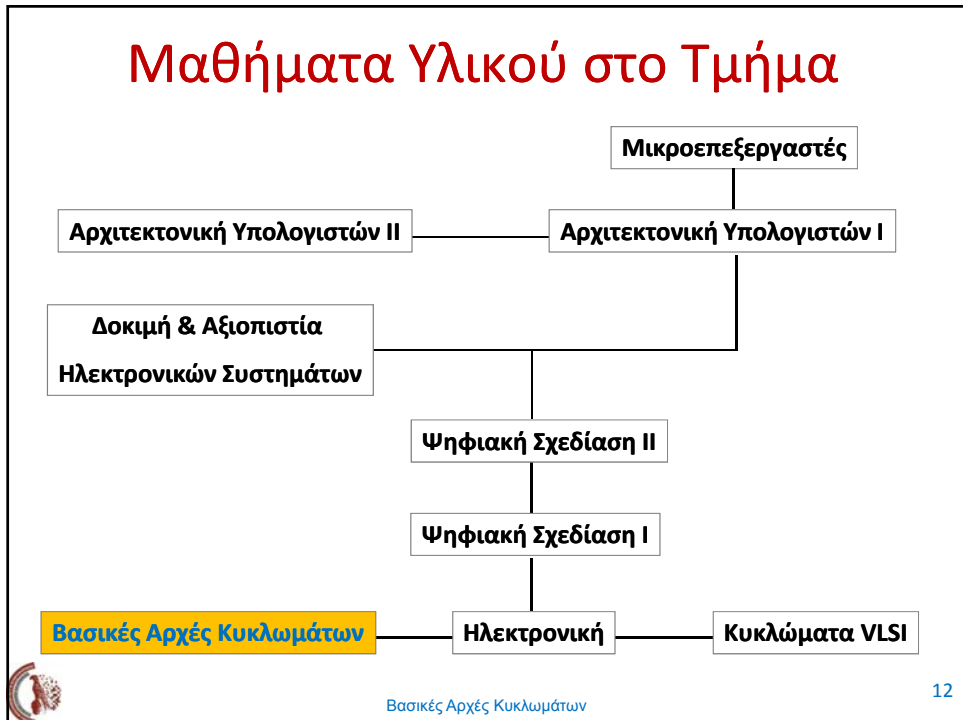 Μαθήματα Υλικού στο Τμήμα
Μικροεπεξεργαστές
Αρχιτεκτονική Υπολογιστών ΙΙ
Αρχιτεκτονική Υπολογιστών Ι
Δοκιμή & Αξιοπιστία
Ηλεκτρονικών Συστημάτων
Ψηφιακή Σχεδίαση ΙΙ
Ψηφιακή Σχεδίαση Ι
Βασικές Αρχές Κυκλωμάτων
Ηλεκτρονική
Κυκλώματα VLSI
Βασικές Αρχές Κυκλωμάτων
12